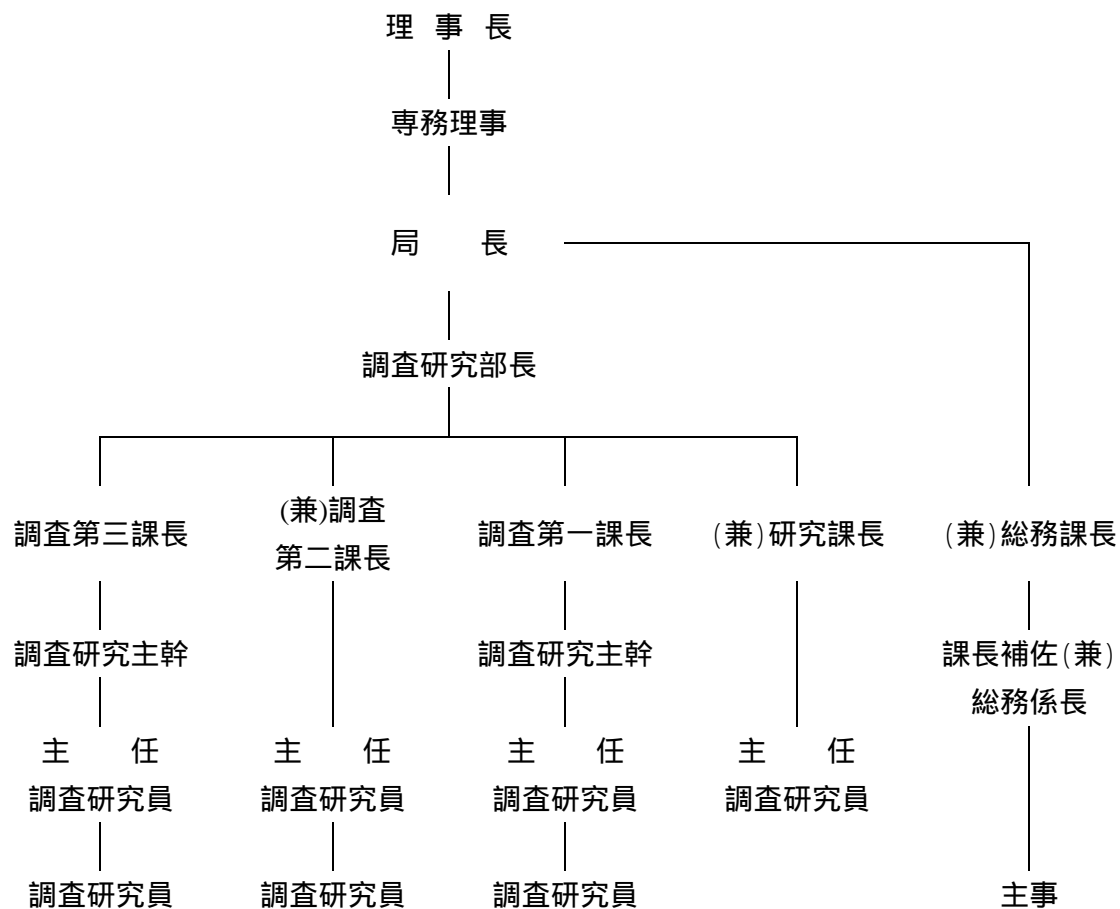 理 事 長
専務理事
局 長
調査研究部長
調査第三課長
(兼)調査
第二課長
調査第一課長
(兼)研究課長
(兼)総務課長
調査研究主幹
調査研究主幹
課長補佐(兼)
総務係長
主 任
調査研究員
主 任
調査研究員
主 任
調査研究員
主 任
調査研究員
調査研究員
調査研究員
調査研究員
主事